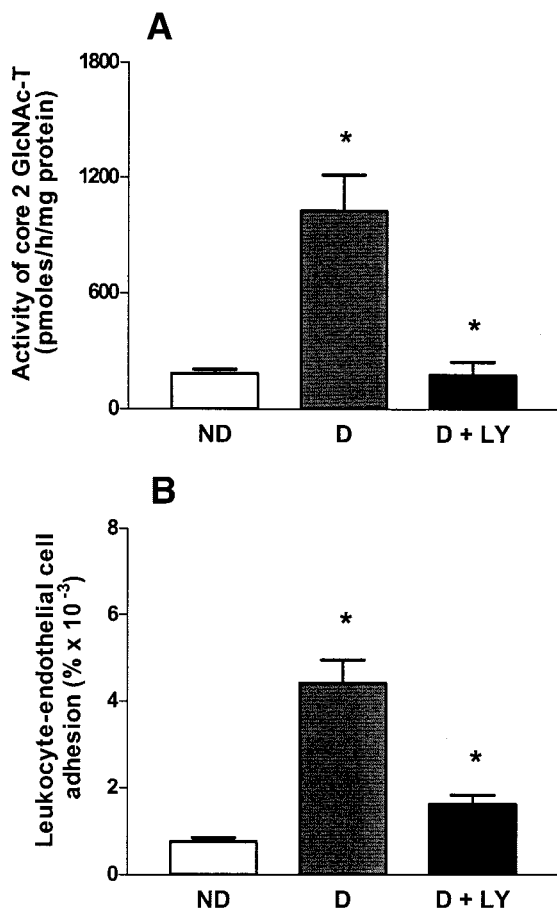 A
Activity of core 2 GlcNAc-T
(pmoles/h/mg protein)
1800
1200
600
0
*
*
ND D D + LY
B
Leukocyte-endothelial cell
adhesion (% x 10⁻³)
8
6
4
2
0
*
*
ND D D + LY